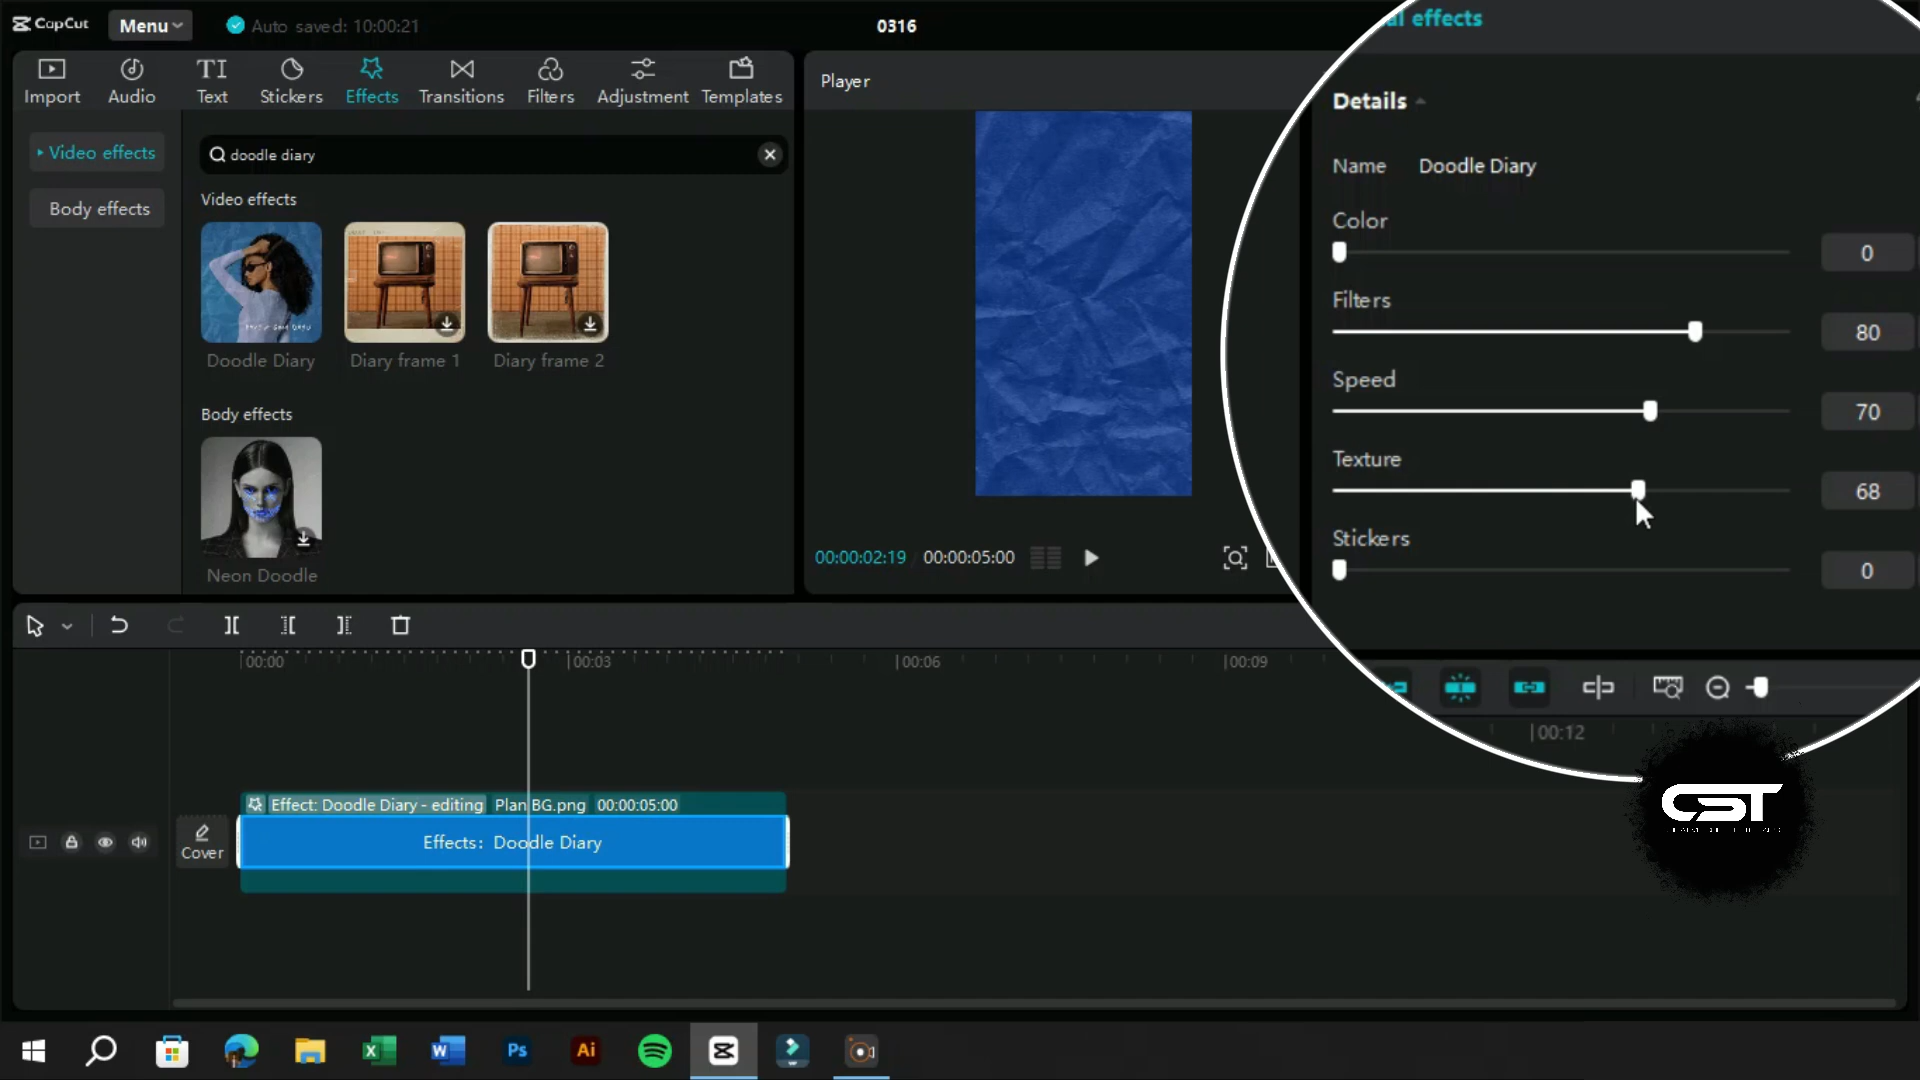 CapCut
Menu
Auto saved: 10:00:21
0316
Import
Audio
TI
Text
Stickers
Effects
Transitions
Filters
Adjustment
Templates
Video effects
Body effects
doodle diary
Video effects
Doodle Diary
Diary frame 1
Diary frame 2
Body effects
Neon Doodle
Player
00:00:02:19
00:00:05:00
effects
Details
Name Doodle Diary
Color
0
Filters
80
Speed
70
Texture
68
Stickers
0
00:00
00:03
00:06
00:09
00:12
Cover
Effect: Doodle Diary - editing Plan BG.png 00:00:05:00
Effects: Doodle Diary
CST
X
W
Ps
Ai